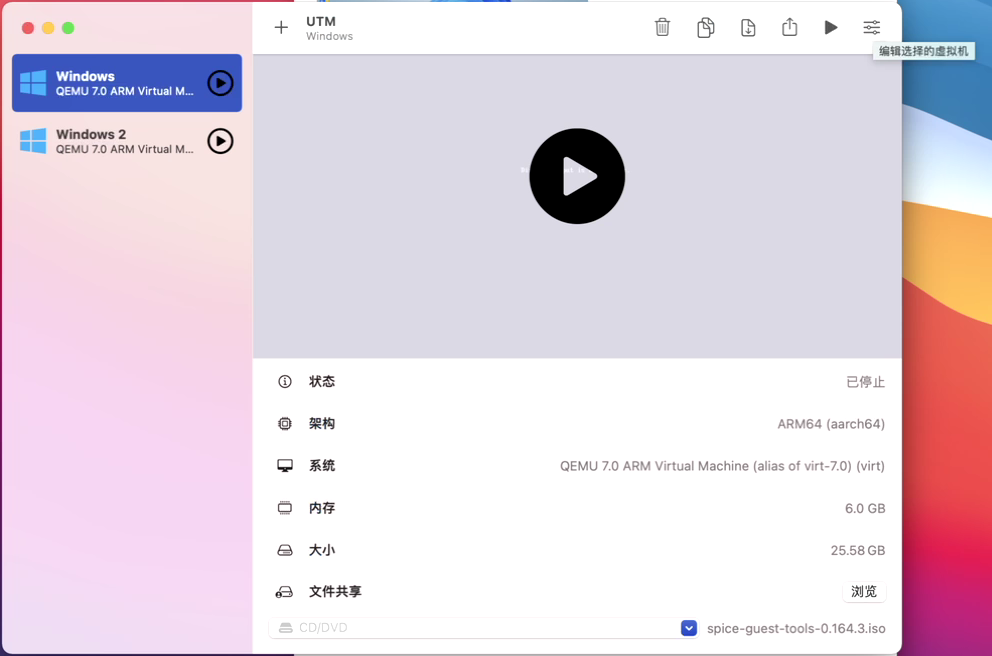 UTM
Windows
编辑选择的虚拟机
Windows
QEMU 7.0 ARM Virtual M...
Windows 2
QEMU 7.0 ARM Virtual M...
状态 已停止
架构 ARM64 (aarch64)
系统 QEMU 7.0 ARM Virtual Machine (alias of virt-7.0) (virt)
内存 6.0 GB
大小 25.58 GB
文件共享 浏览
CD/DVD spice-guest-tools-0.164.3.iso